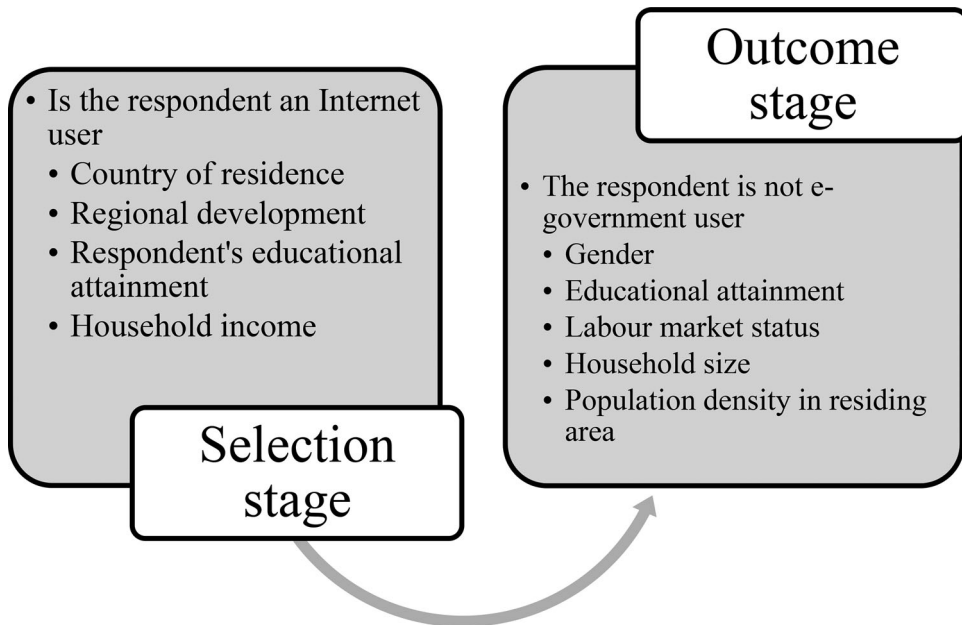 • Is the respondent an Internet
user
• Country of residence
• Regional development
• Respondent's educational
attainment
• Household income
Selection
stage
Outcome
stage
• The respondent is not e-
government user
• Gender
• Educational attainment
• Labour market status
• Household size
• Population density in residing
area